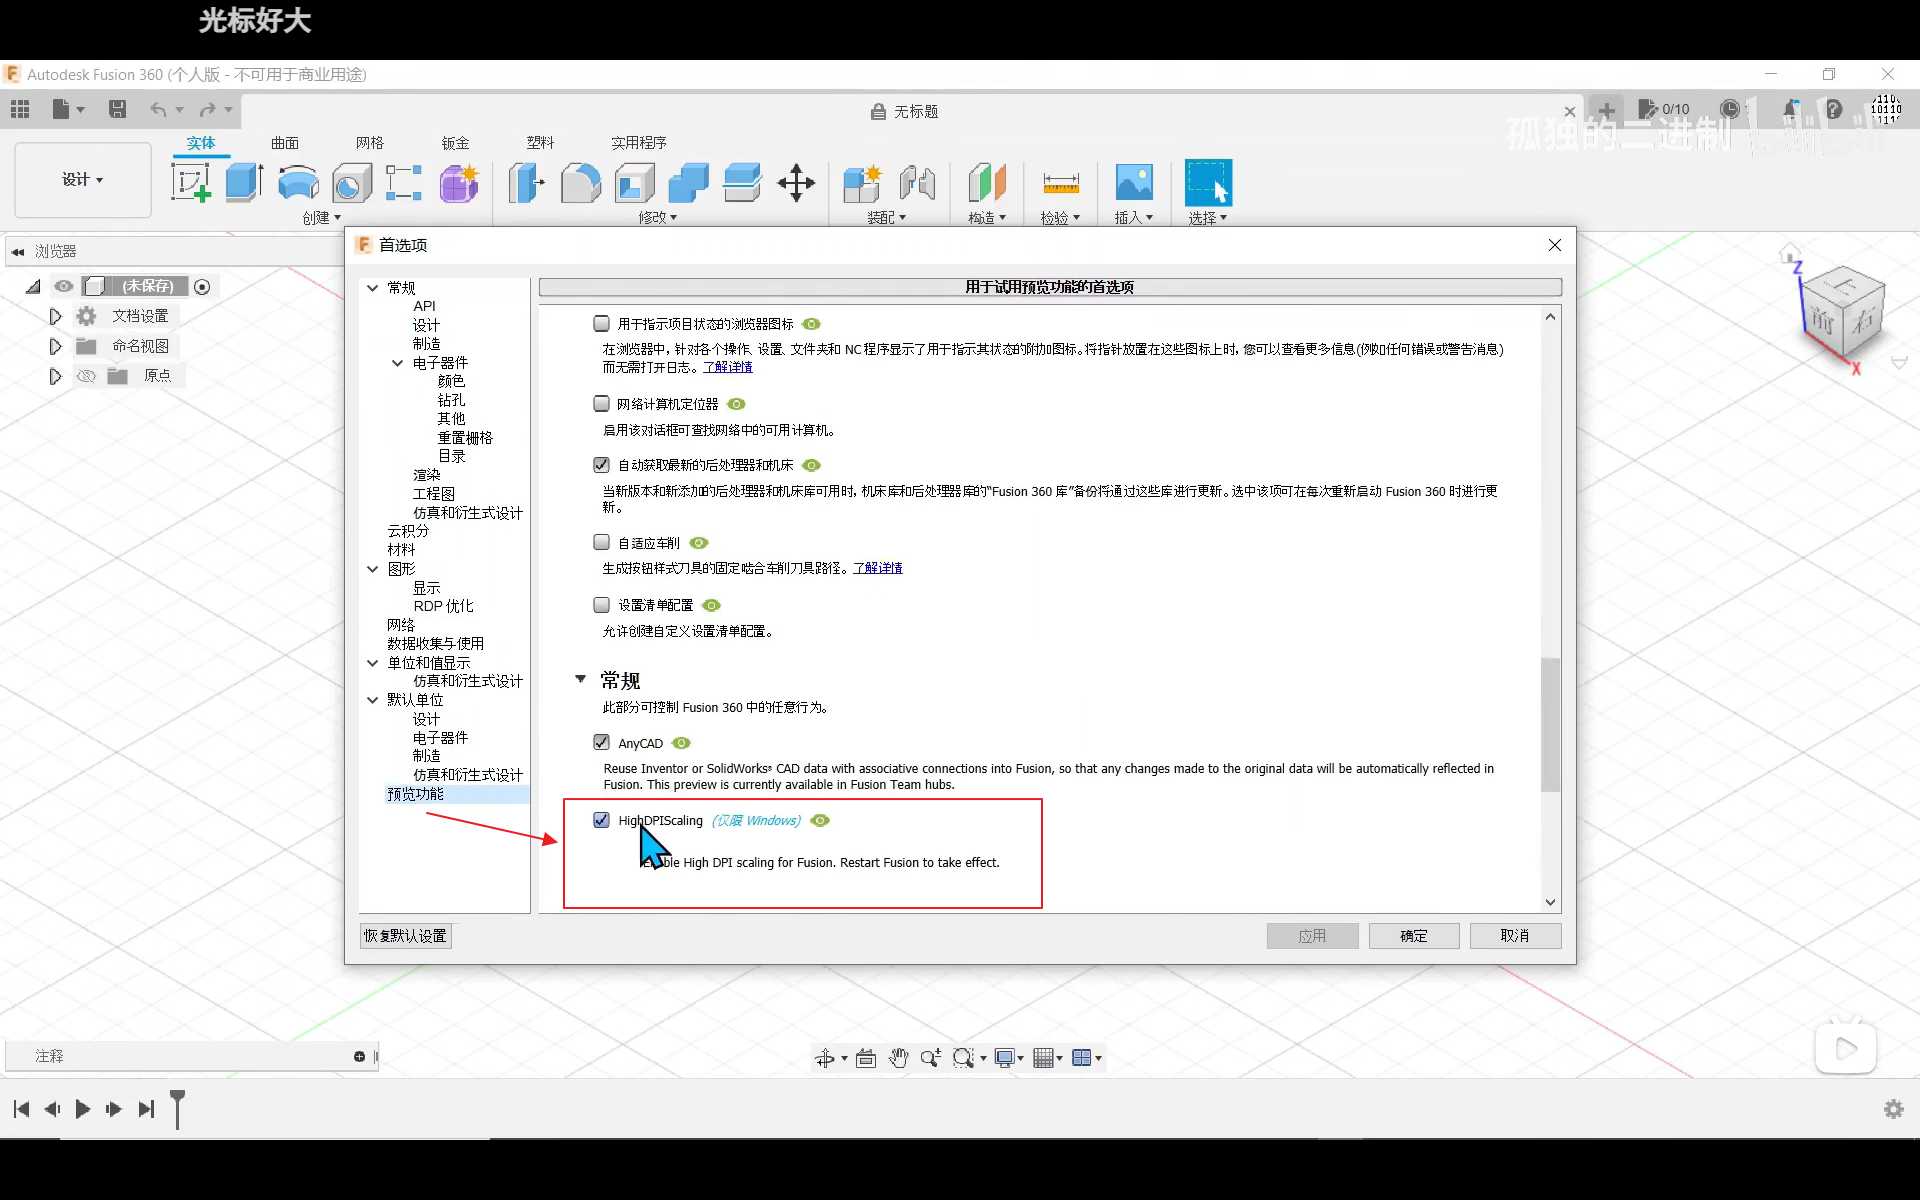 光标好大
Autodesk Fusion 360 (个人版 - 不可用于商业用途)
无标题
0/10
孤独的二进制
bilibili
实体 曲面 网格 钣金 塑料 实用程序
设计
创建 修改 装配 构造 检验 插入 选择
浏览器
(未保存)
文档设置
命名视图
原点
首选项
常规
API
设计
制造
电子器件
颜色
钻孔
其他
重置栅格
目录
渲染
工程图
仿真和衍生式设计
云积分
材料
图形
显示
RDP 优化
网络
数据收集与使用
单位和值显示
仿真和衍生式设计
默认单位
设计
电子器件
制造
仿真和衍生式设计
预览功能
用于试用预览功能的首选项
用于指示项目状态的浏览器图标
在浏览器中，针对各个操作、设置、文件夹和 NC 程序显示了用于指示其状态的附加图标。将指针放置在这些图标上时，您可以查看更多信息(例如任何错误或警告消息)
而无需打开日志。了解详情
网络计算机定位器
启用该对话框可查找网络中的可用计算机。
自动获取最新的后处理器和机床
当新版本和新添加的后处理器和机床库可用时，机床库和后处理器库的“Fusion 360 库”备份将通过这些库进行更新。选中该项可在每次重新启动 Fusion 360 时进行更
新。
自适应车削
生成按钮样式刀具的固定啮合车削刀具路径。了解详情
设置清单配置
允许创建自定义设置清单配置。
常规
此部分可控制 Fusion 360 中的任意行为。
AnyCAD
Reuse Inventor or SolidWorks® CAD data with associative connections into Fusion, so that any changes made to the original data will be automatically reflected in
Fusion. This preview is currently available in Fusion Team hubs.
HighDPIScaling (仅限 Windows)
Enable High DPI scaling for Fusion. Restart Fusion to take effect.
恢复默认设置
应用 确定 取消
Z
上
前
右
X
注释